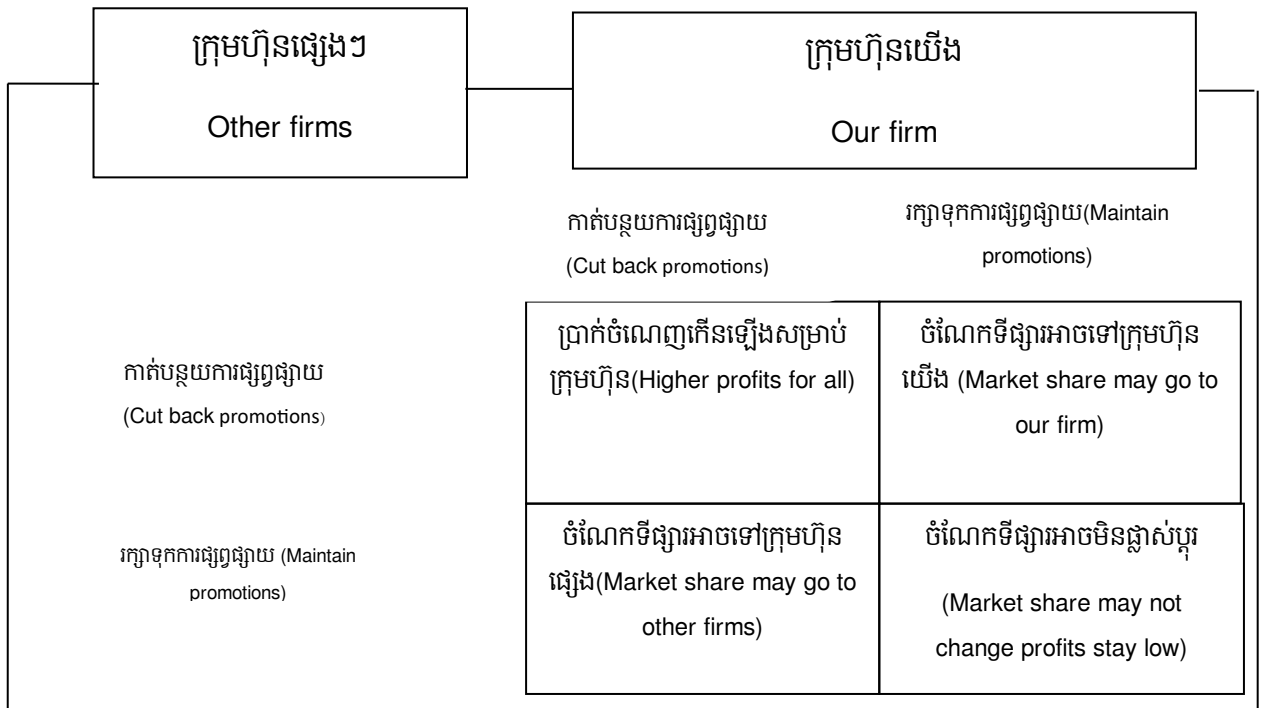 ក្រុមហ៊ុនផ្សេងៗ
Other firms
ក្រុមហ៊ុនយើង
Our firm
កាត់បន្ថយការផ្សព្វផ្សាយ
(Cut back promotions)
រក្សាទុកការផ្សព្វផ្សាយ(Maintain
promotions)
កាត់បន្ថយការផ្សព្វផ្សាយ
(Cut back promotions)
ប្រាក់ចំណេញកើនឡើងសម្រាប់
ក្រុមហ៊ុន(Higher profits for all)
ចំណែកទីផ្សារអាចទៅក្រុមហ៊ុន
យើង (Market share may go to
our firm)
រក្សាទុកការផ្សព្វផ្សាយ (Maintain
promotions)
ចំណែកទីផ្សារអាចទៅក្រុមហ៊ុន
ផ្សេង(Market share may go to
other firms)
ចំណែកទីផ្សារអាចមិនផ្លាស់ប្តុរ
(Market share may not
change profits stay low)